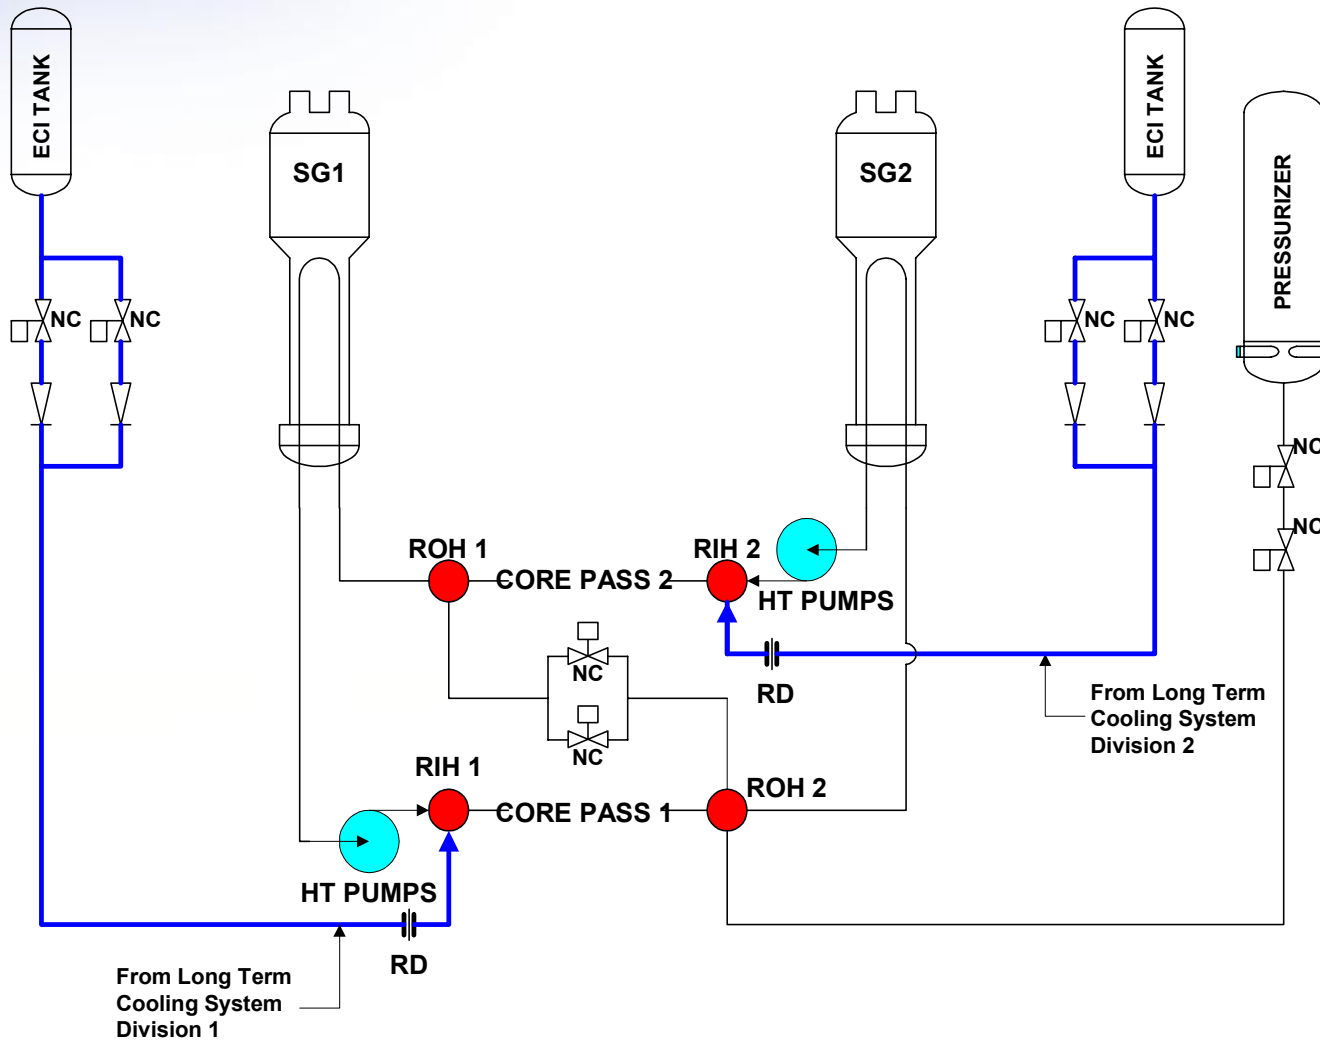 ECI TANK
ECI TANK
SG1
SG2
PRESSURIZER
NC
NC
NC
NC
NC
NC
ROH 1
CORE PASS 2
RIH 2
HT PUMPS
NC
RD
NC
From Long Term
Cooling System
Division 2
RIH 1
CORE PASS 1
ROH 2
HT PUMPS
RD
From Long Term
Cooling System
Division 1